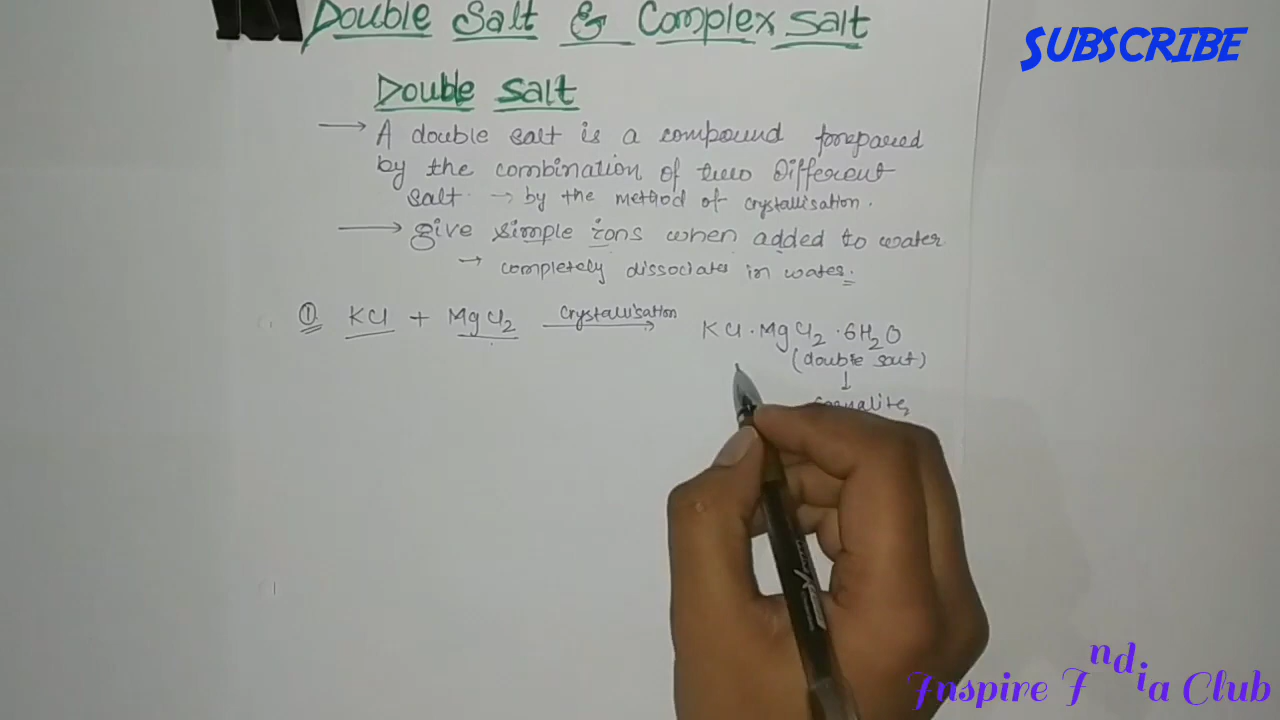 Double Salt & Complex Salt
SUBSCRIBE
Double Salt
→ A double salt is a compound prepared
by the combination of two Different
salt. → by the method of crystallisation.
→ give simple ions when added to water
→ completely dissociates in water.
① KCl + MgCl2 Crystallisation → KCl.MgCl2.6H2O
(double salt)
↓
Inspire India Club